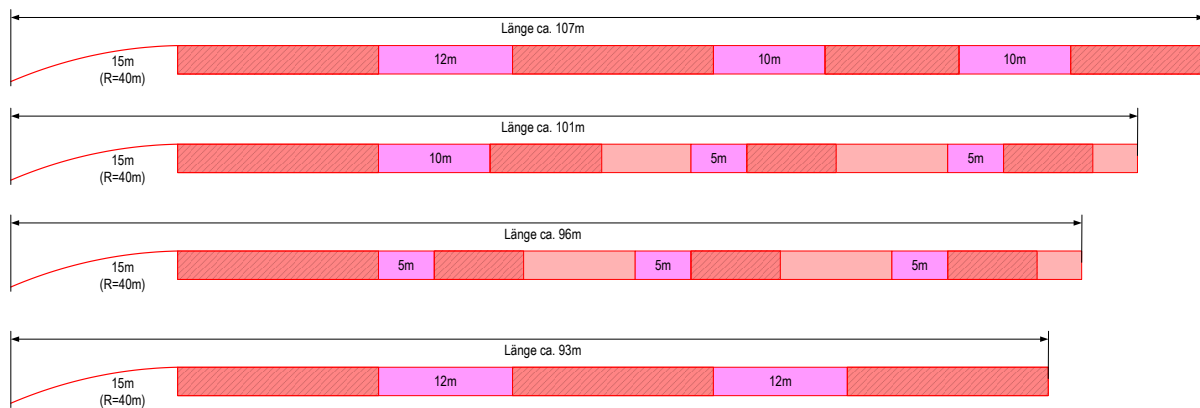 Länge ca. 107m
15m
(R=40m)
12m
10m
10m
Länge ca. 101m
15m
(R=40m)
10m
5m
5m
Länge ca. 96m
15m
(R=40m)
5m
5m
5m
Länge ca. 93m
15m
(R=40m)
12m
12m